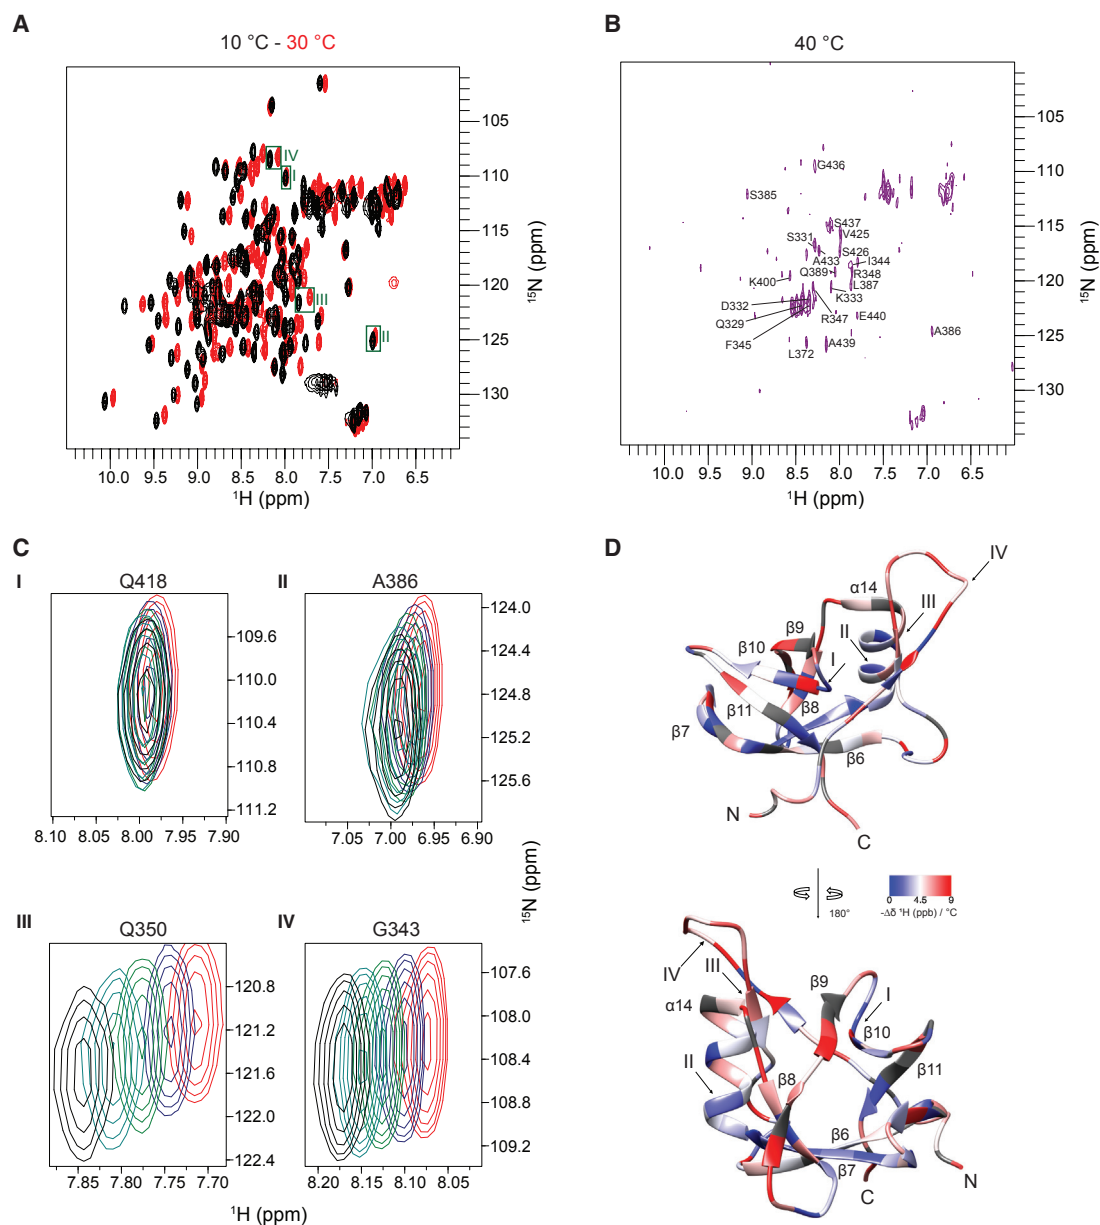 A
10 °C - 30 °C
IV
I
III
II
105
110
115
120
125
130
¹⁵N (ppm)
10.0 9.5 9.0 8.5 8.0 7.5 7.0 6.5
¹H (ppm)
B
40 °C
G436
S385
S437
V425
S331
S426
A433
I344
Q389
R348
K400
L387
K333
D332
E440
Q329
R347
A386
F345
A439
L372
105
110
115
120
125
130
¹⁵N (ppm)
10.0 9.5 9.0 8.5 8.0 7.5 7.0 6.5
¹H (ppm)
C
I
Q418
109.6
110.0
110.4
110.8
111.2
8.10 8.05 8.00 7.95 7.90
II
A386
124.0
124.4
124.8
125.2
125.6
7.05 7.00 6.95 6.90
III
Q350
120.8
121.2
121.6
122.0
122.4
7.85 7.80 7.75 7.70
IV
G343
107.6
108.0
108.4
108.8
109.2
8.20 8.15 8.10 8.05
¹⁵N (ppm)
¹H (ppm)
D
IV
α14
III
β9
II
β10
I
β11
β8
β7
β6
N
C
180°
0 4.5 9
-Δδ ¹H (ppb) / °C
IV
III
β9
I
α14
β10
β11
II
β8
β6
β7
C
N